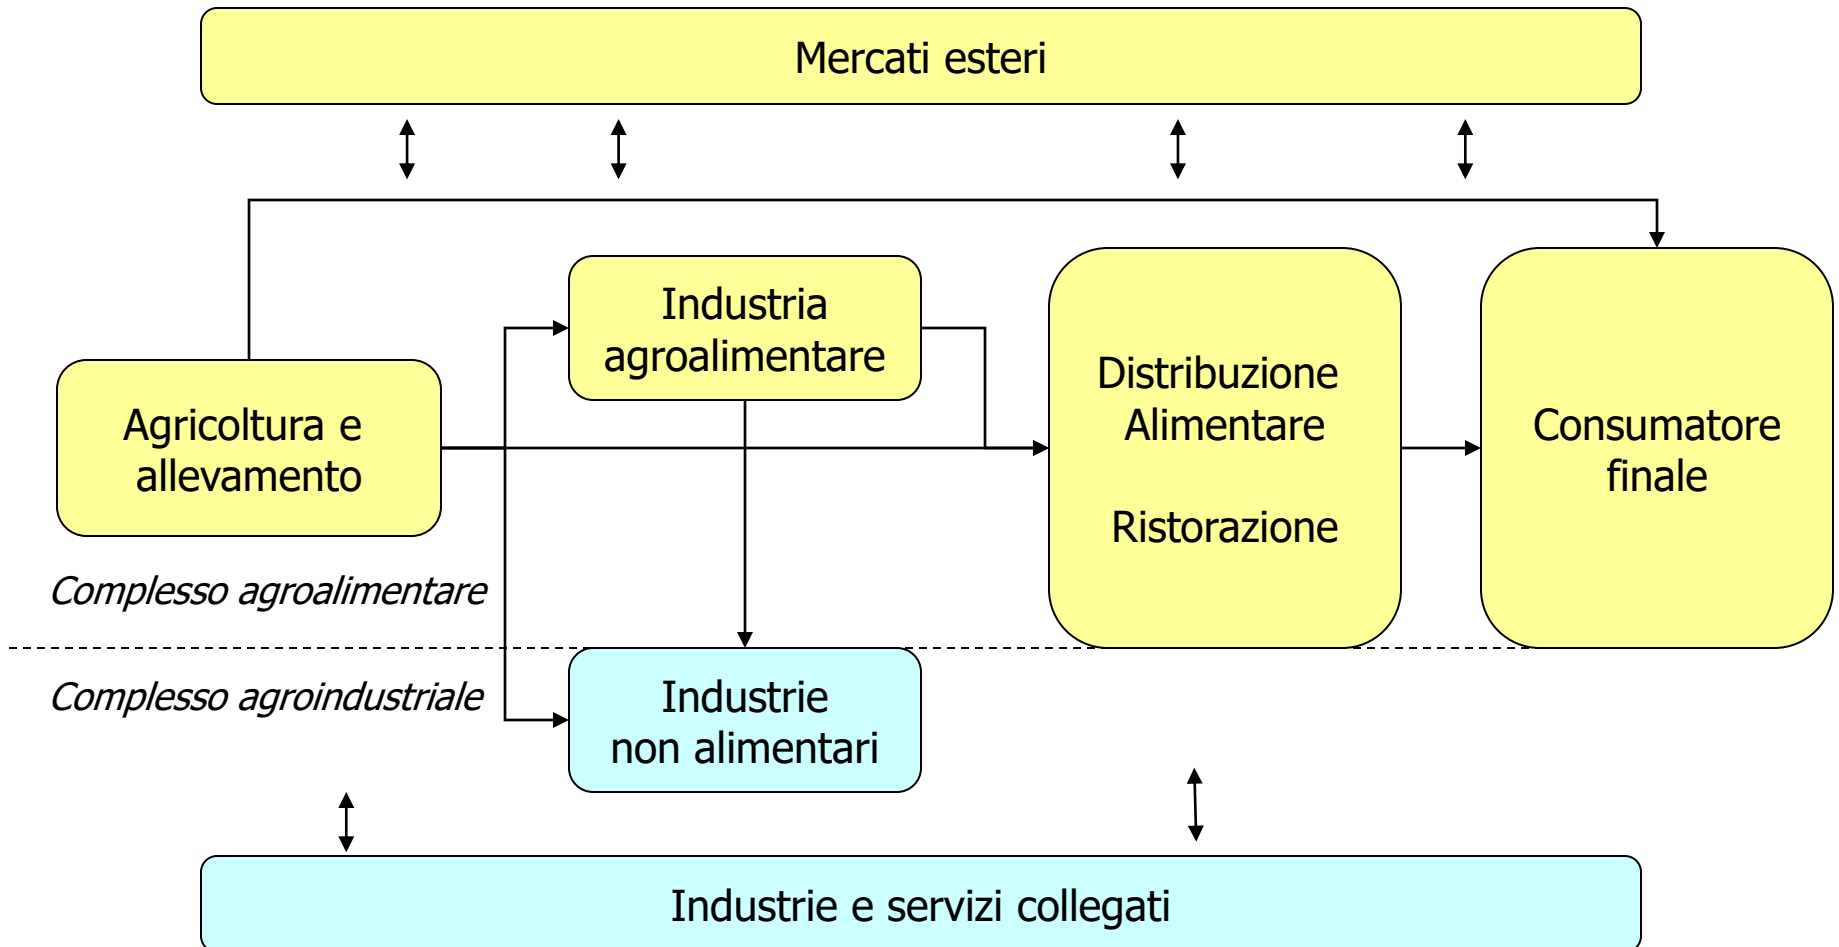 Mercati esteri
Industria
agroalimentare
Agricoltura e
allevamento
Distribuzione
Alimentare
Ristorazione
Consumatore
finale
Complesso agroalimentare
Complesso agroindustriale
Industrie
non alimentari
Industrie e servizi collegati